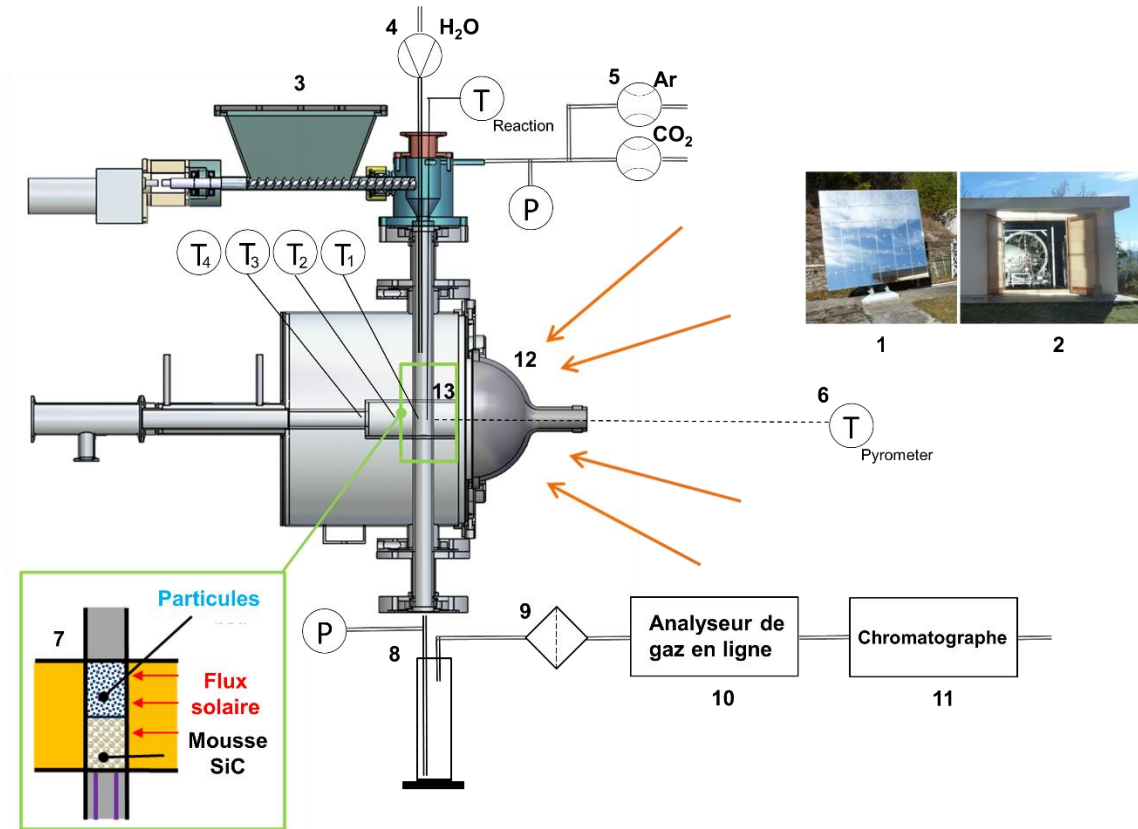 4
H₂O
3
T
Reaction
5
Ar
CO₂
P
T₄
T₃
T₂
T₁
12
13
1
2
6
T
Pyrometer
7
Particules
Flux
solaire
Mousse
SiC
P
8
9
Analyseur de
gaz en ligne
10
Chromatographe
11